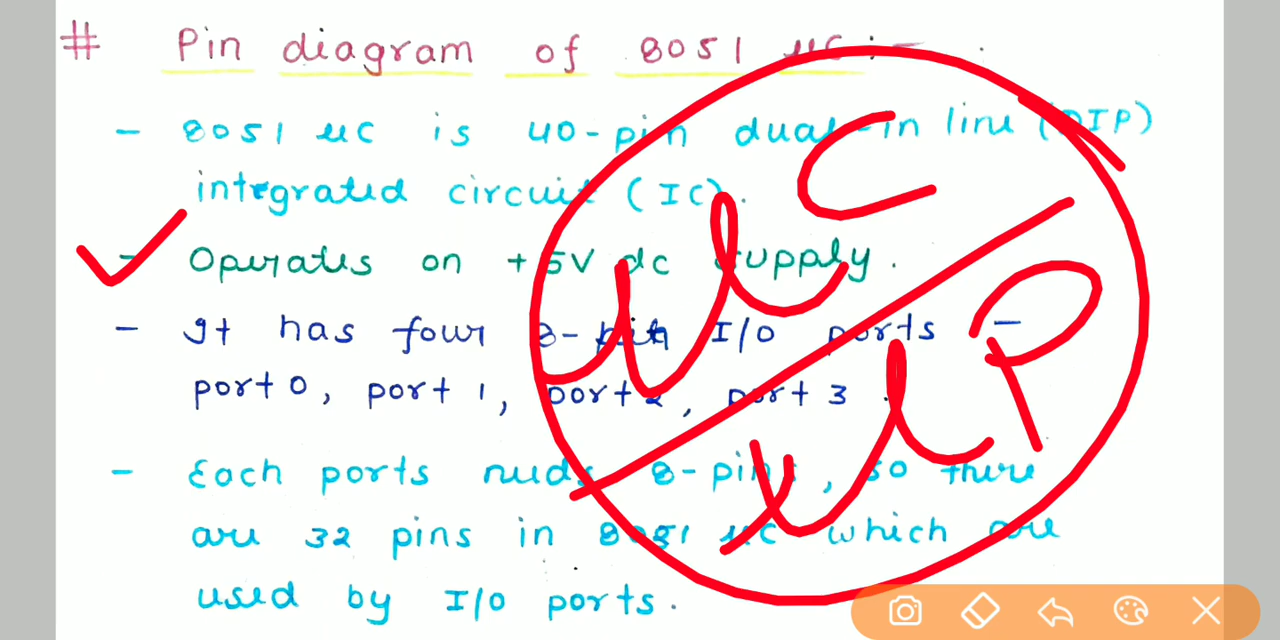 # Pin diagram of 8051 μC :-
- 8051 μC is 40-pin dual-in line (DIP)
integrated circuit (IC).
- Operates on +5V dc supply.
- It has four 8-pin I/O ports -
port 0, port 1, port 2, port 3.
- Each ports needs 8-pins, so there
are 32 pins in 8051 μC which are
used by I/O ports.
μC
μP